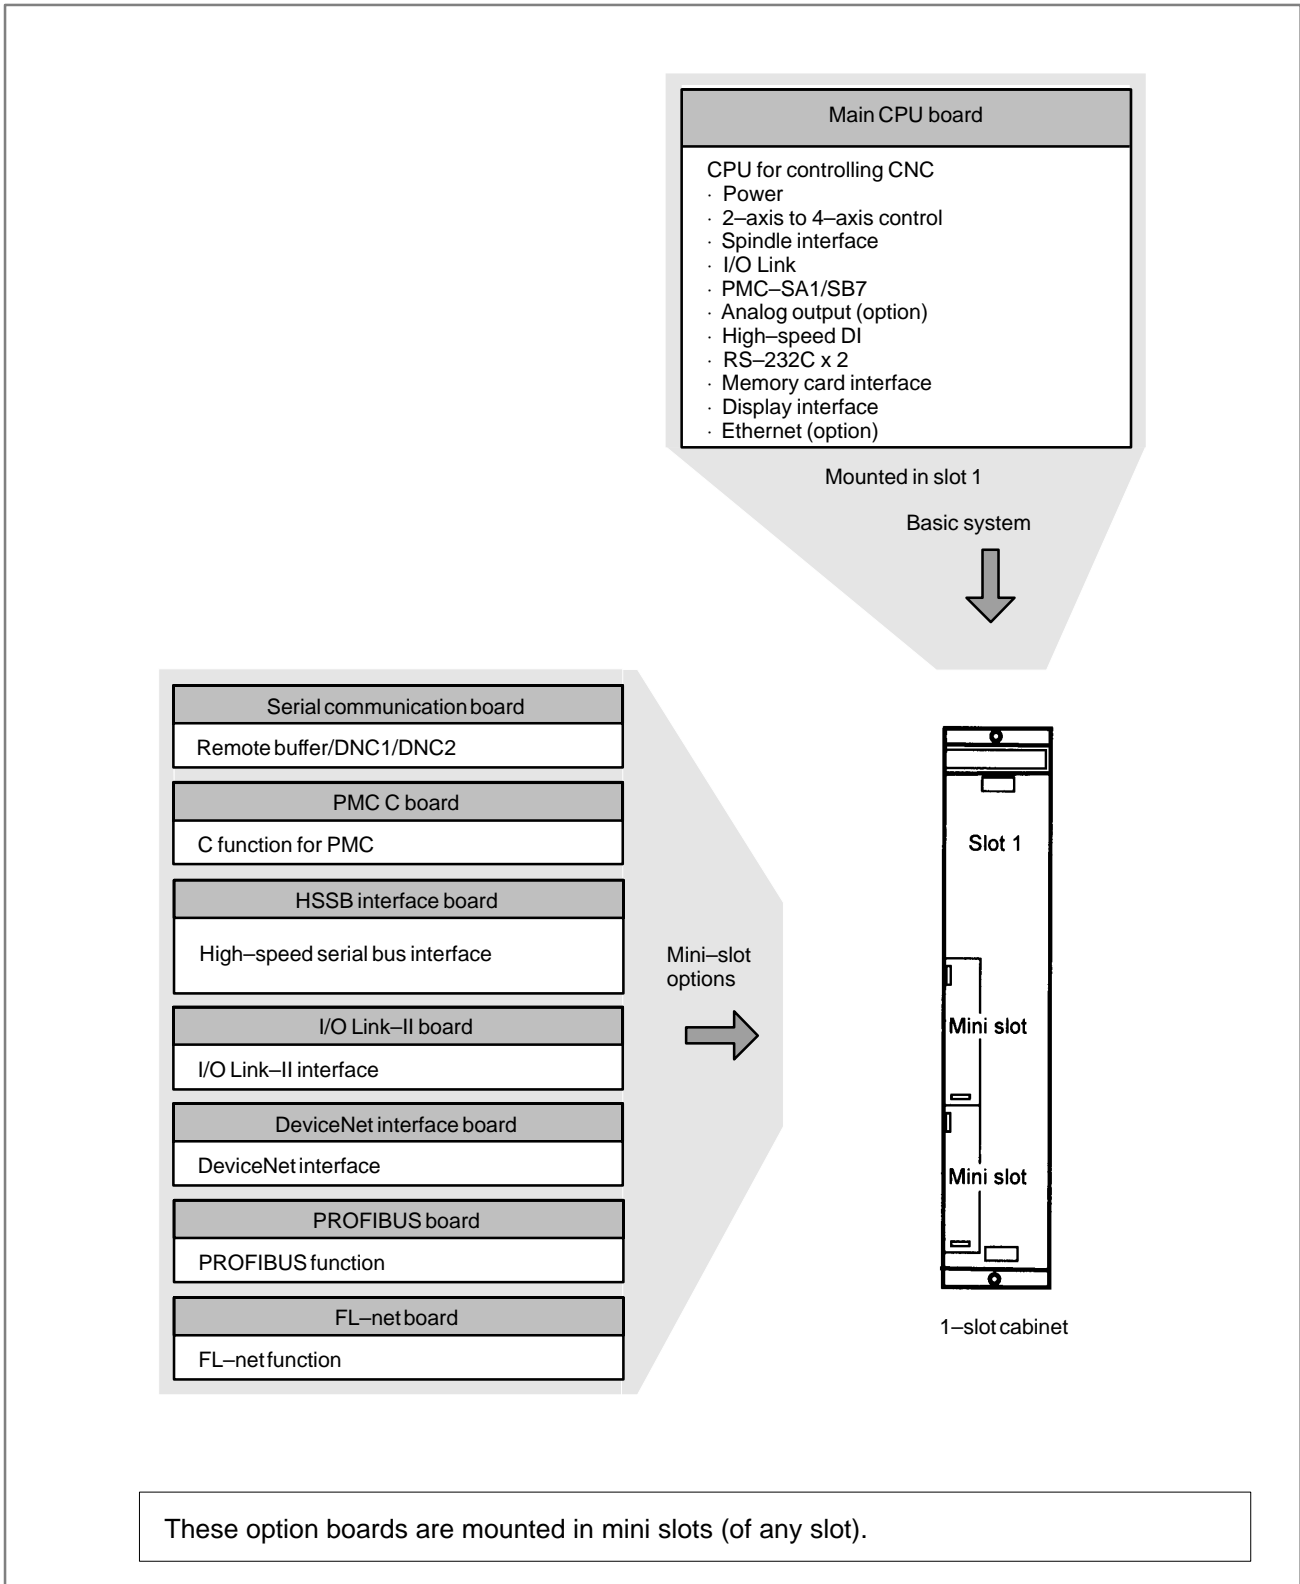 Main CPU board
CPU for controlling CNC
· Power
· 2–axis to 4–axis control
· Spindle interface
· I/O Link
· PMC–SA1/SB7
· Analog output (option)
· High–speed DI
· RS–232C x 2
· Memory card interface
· Display interface
· Ethernet (option)
Mounted in slot 1
Basic system
Serial communication board
Remote buffer/DNC1/DNC2
PMC C board
C function for PMC
HSSB interface board
High–speed serial bus interface
I/O Link–II board
I/O Link–II interface
DeviceNet interface board
DeviceNet interface
PROFIBUS board
PROFIBUS function
FL–net board
FL–net function
Mini–slot
options
Slot 1
Mini slot
Mini slot
1–slot cabinet
These option boards are mounted in mini slots (of any slot).